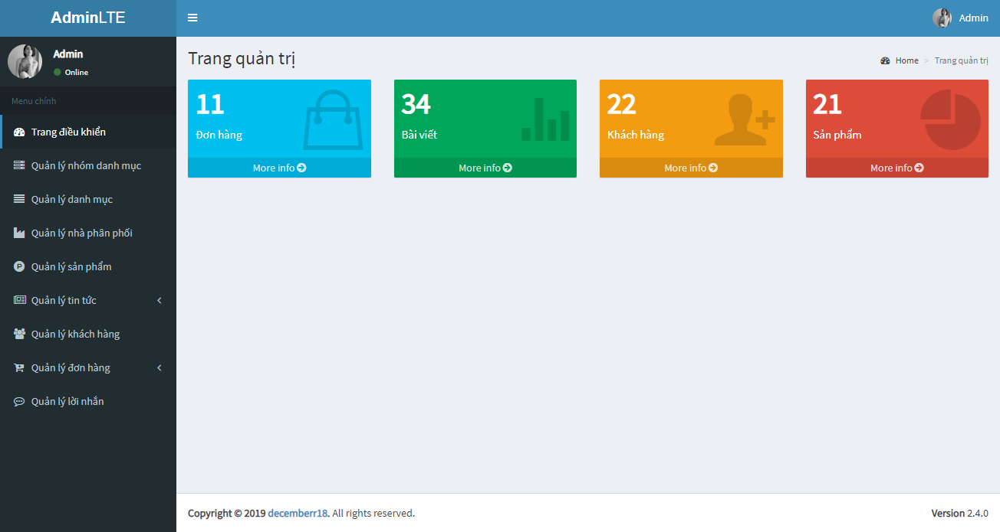 AdminLTE
Admin
Admin
Online
Menu chính
Trang điều khiển
Quản lý nhóm danh mục
Quản lý danh mục
Quản lý nhà phân phối
Quản lý sản phẩm
Quản lý tin tức
Quản lý khách hàng
Quản lý đơn hàng
Quản lý lời nhắn
Trang quản trị
Home > Trang quản trị
11
Đơn hàng
More info
34
Bài viết
More info
22
Khách hàng
More info
21
Sản phẩm
More info
Copyright © 2019 decemberr18. All rights reserved.
Version 2.4.0